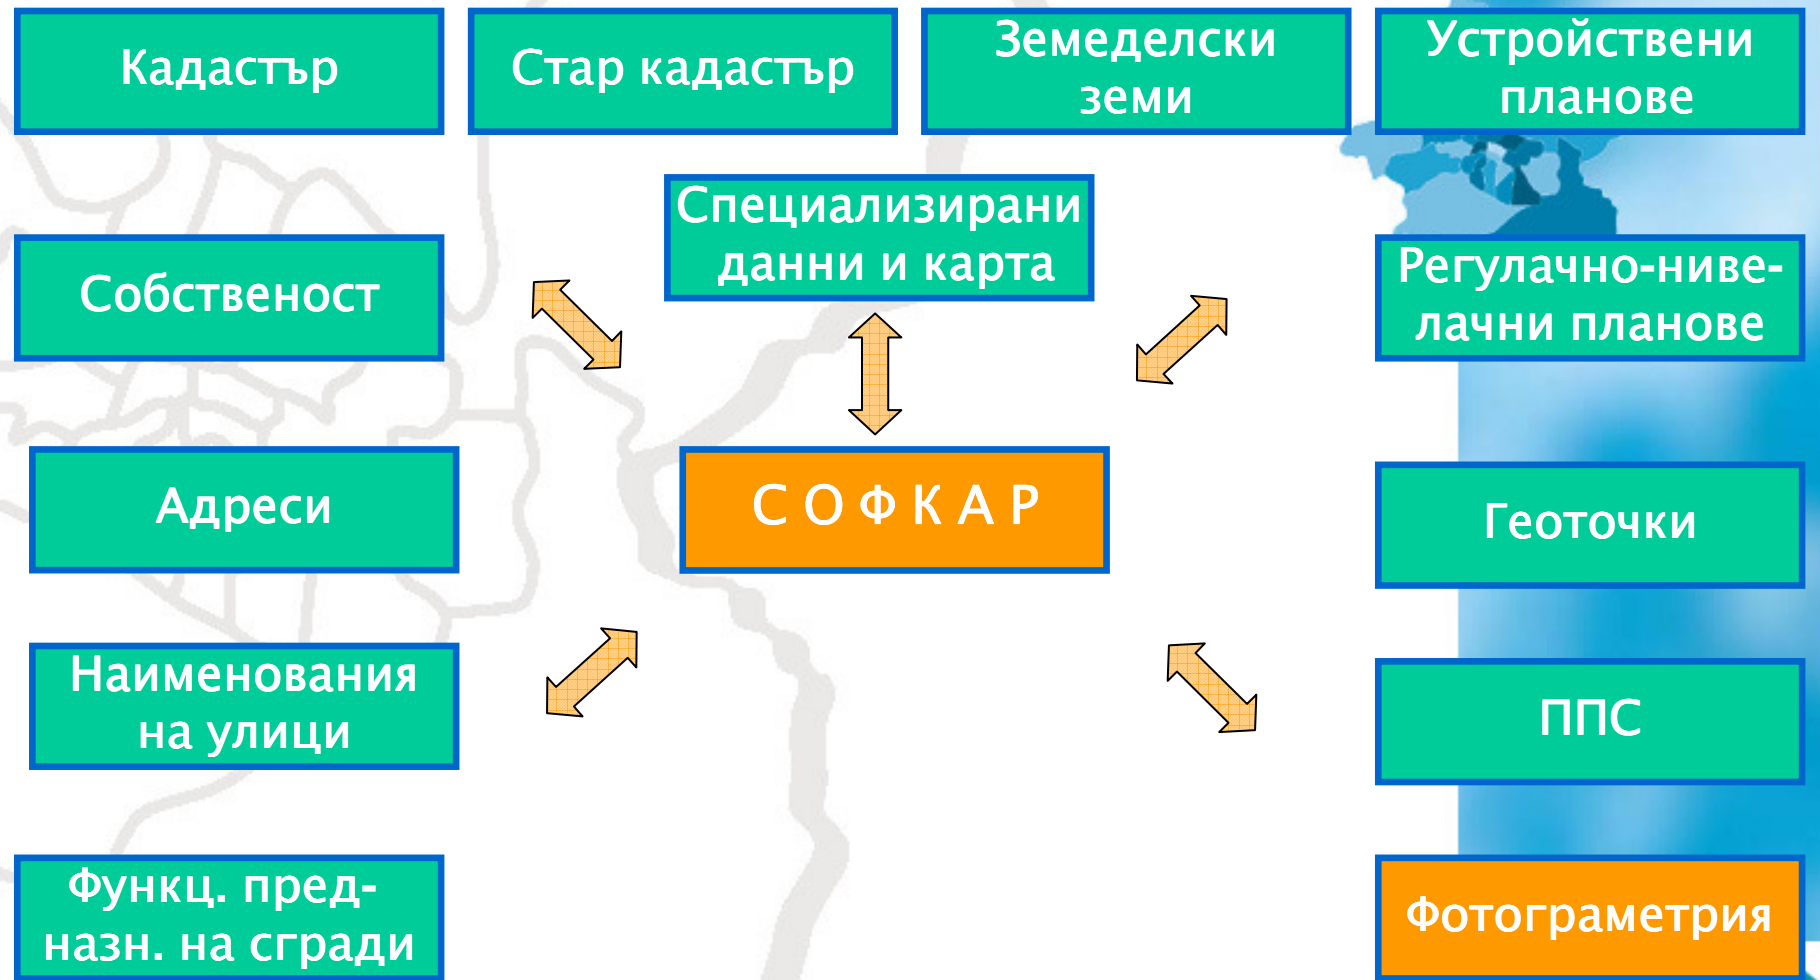 Кадастър
Стар кадастър
Земеделски
земи
Устройствени
планове
Специализирани
данни и карта
Собственост
Регулачно-ниве-
лачни планове
Адреси
С О Ф К А Р
Геоточки
Наименования
на улици
ППС
Функц. пред-
назн. на сгради
Фотограметрия